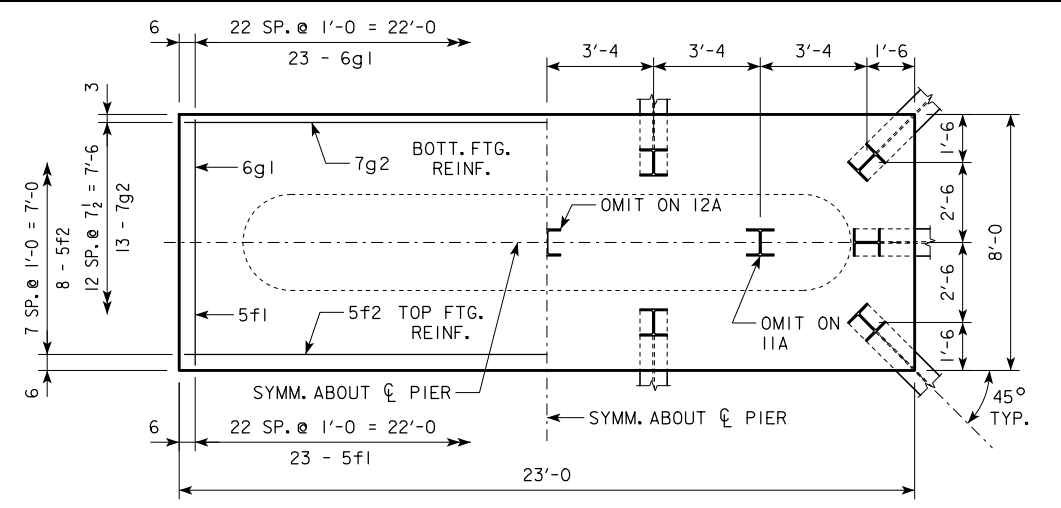 6
22 SP. @ 1'-0 = 22'-0
23 - 6g1
3'-4
3'-4
3'-4
1'-6
3
12 SP. @ 7½ = 7'-6
13 - 7g2
7 SP. @ 1'-0 = 7'-0
8 - 5f2
6
6g1
7g2
BOTT. FTG.
REINF.
OMIT ON 12A
1'-6
2'-6
2'-6
1'-6
8'-0
5f1
5f2 TOP FTG.
REINF.
OMIT ON
11A
SYMM. ABOUT ℄ PIER
SYMM. ABOUT ℄ PIER
45°
TYP.
6
22 SP. @ 1'-0 = 22'-0
23 - 5f1
23'-0